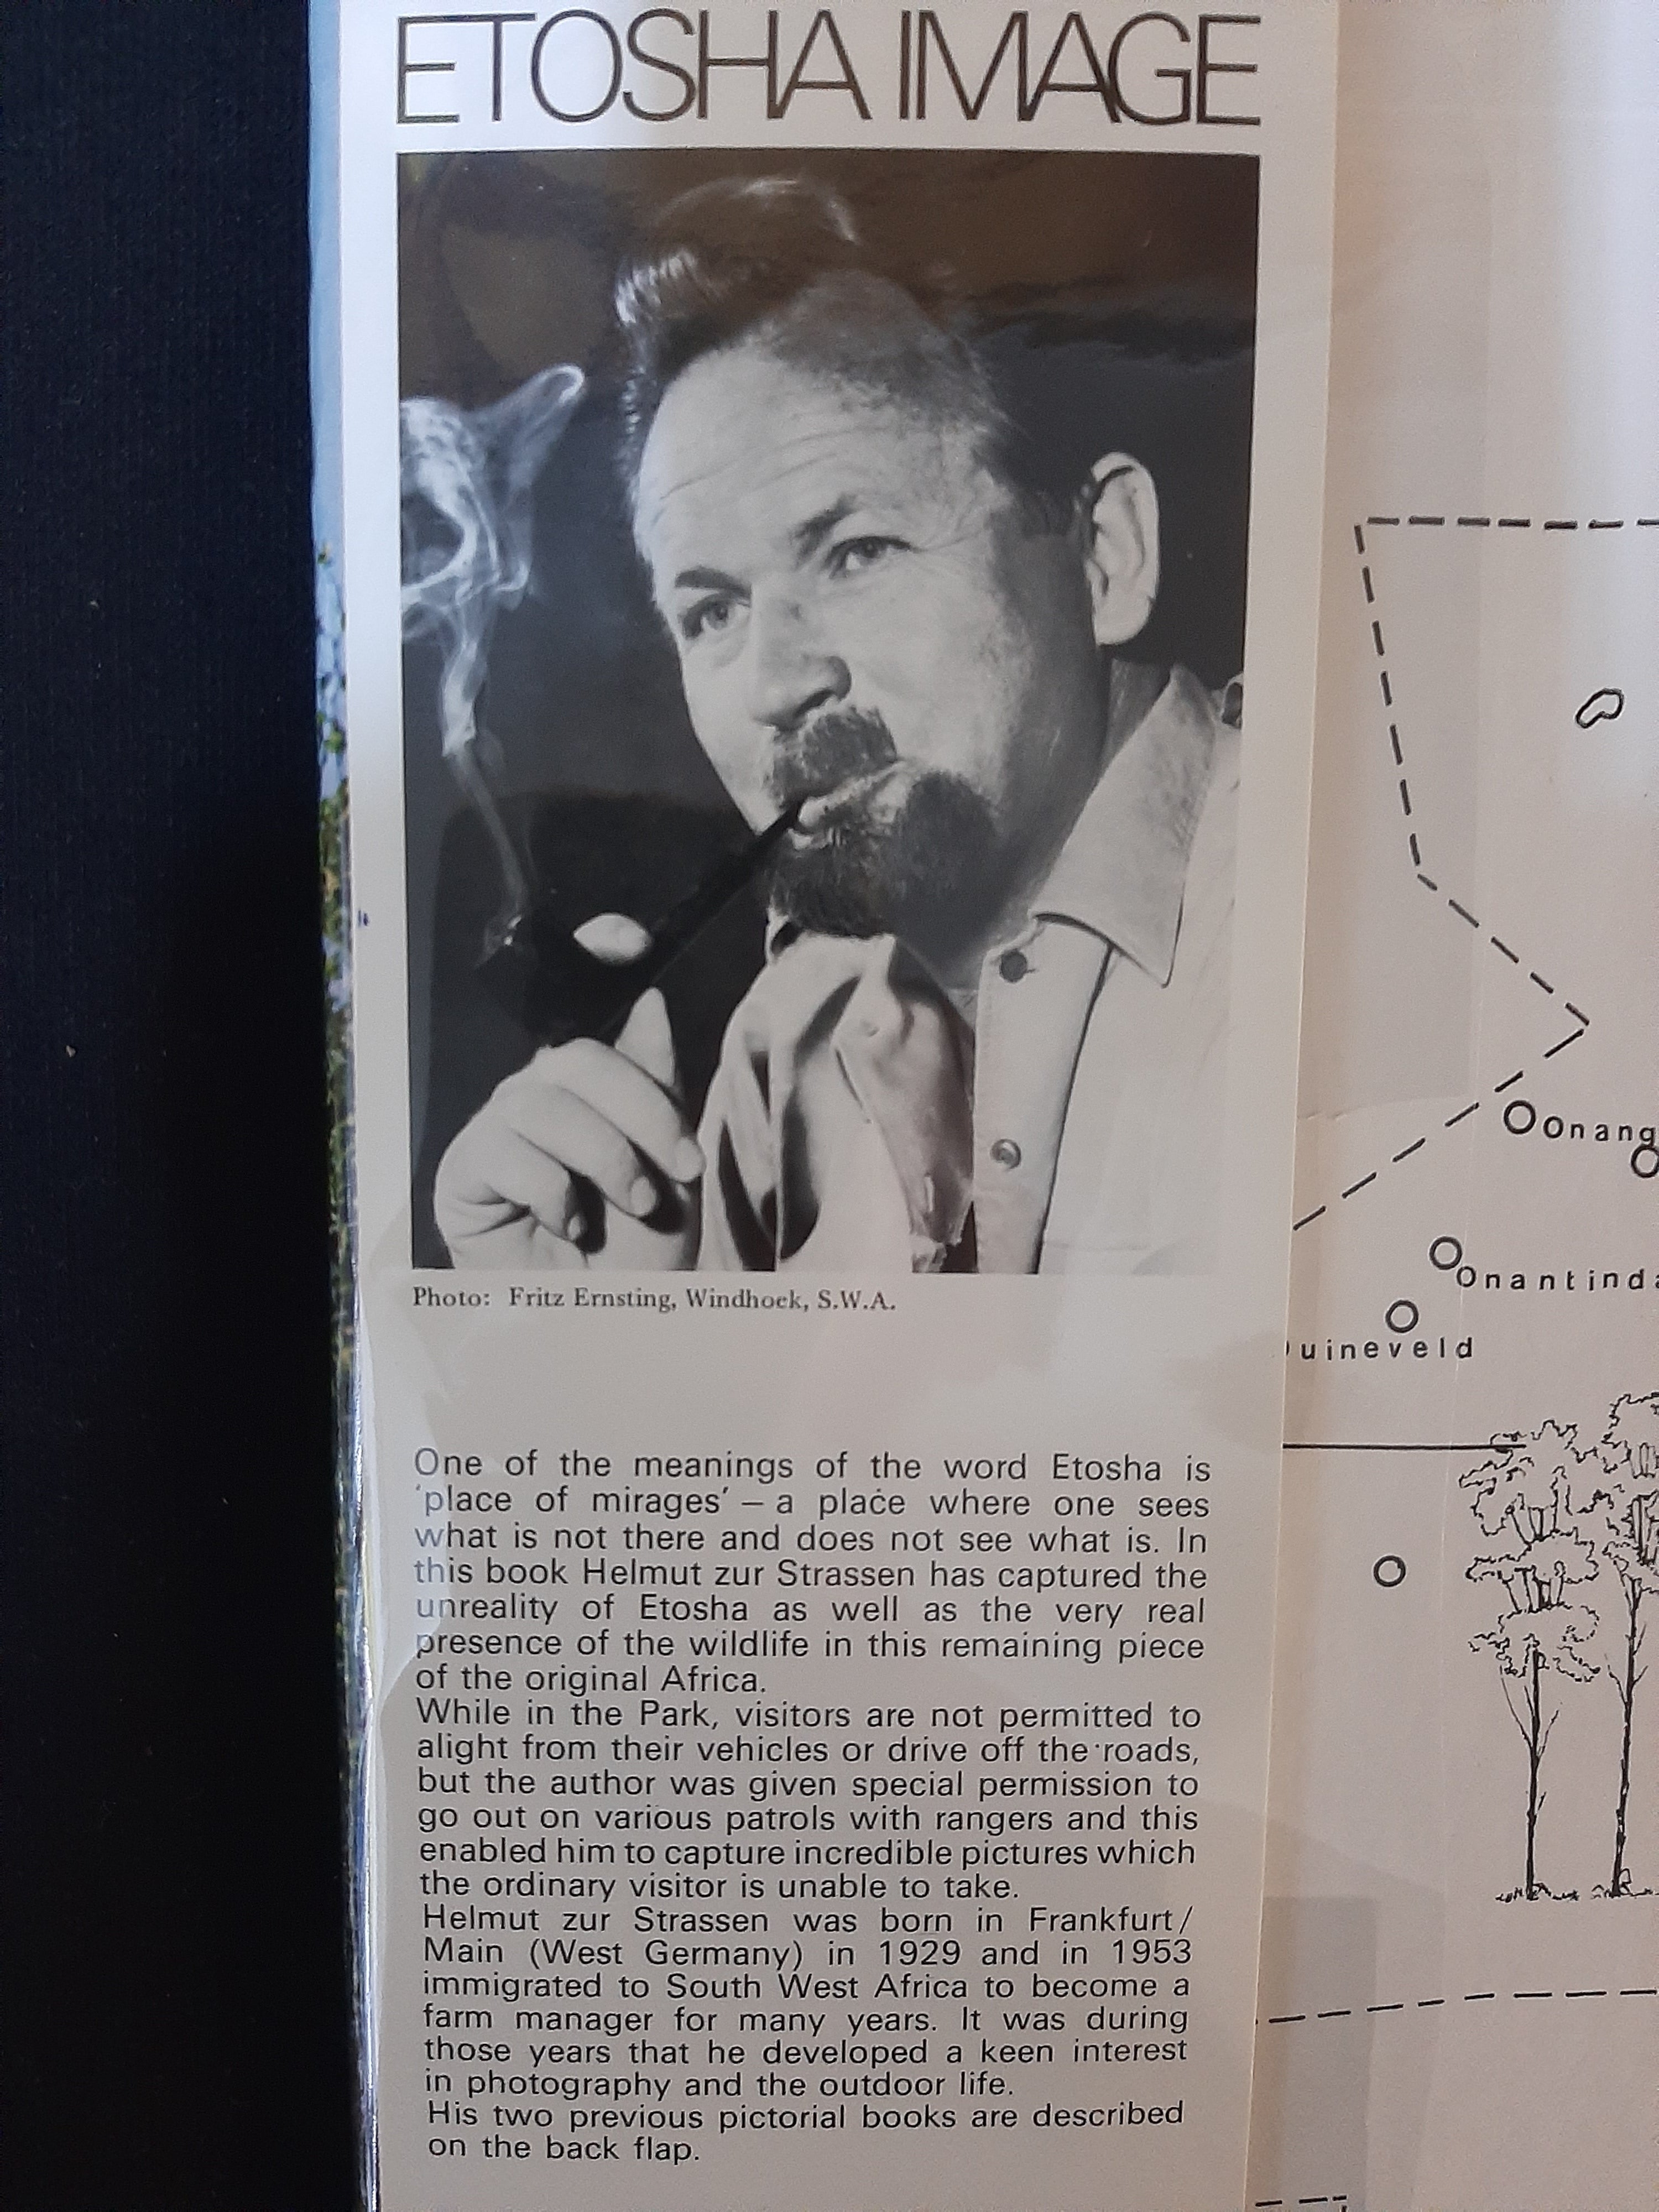 ETOSHA IMAGE
Photo: Fritz Ernsting, Windhoek, S.W.A.
One of the meanings of the word Etosha is
'place of mirages' – a place where one sees
what is not there and does not see what is. In
this book Helmut zur Strassen has captured the
unreality of Etosha as well as the very real
presence of the wildlife in this remaining piece
of the original Africa.
While in the Park, visitors are not permitted to
alight from their vehicles or drive off the roads,
but the author was given special permission to
go out on various patrols with rangers and this
enabled him to capture incredible pictures which
the ordinary visitor is unable to take.
Helmut zur Strassen was born in Frankfurt/
Main (West Germany) in 1929 and in 1953
immigrated to South West Africa to become a
farm manager for many years. It was during
those years that he developed a keen interest
in photography and the outdoor life.
His two previous pictorial books are described
on the back flap.
Onang
Onantinda
uineveld